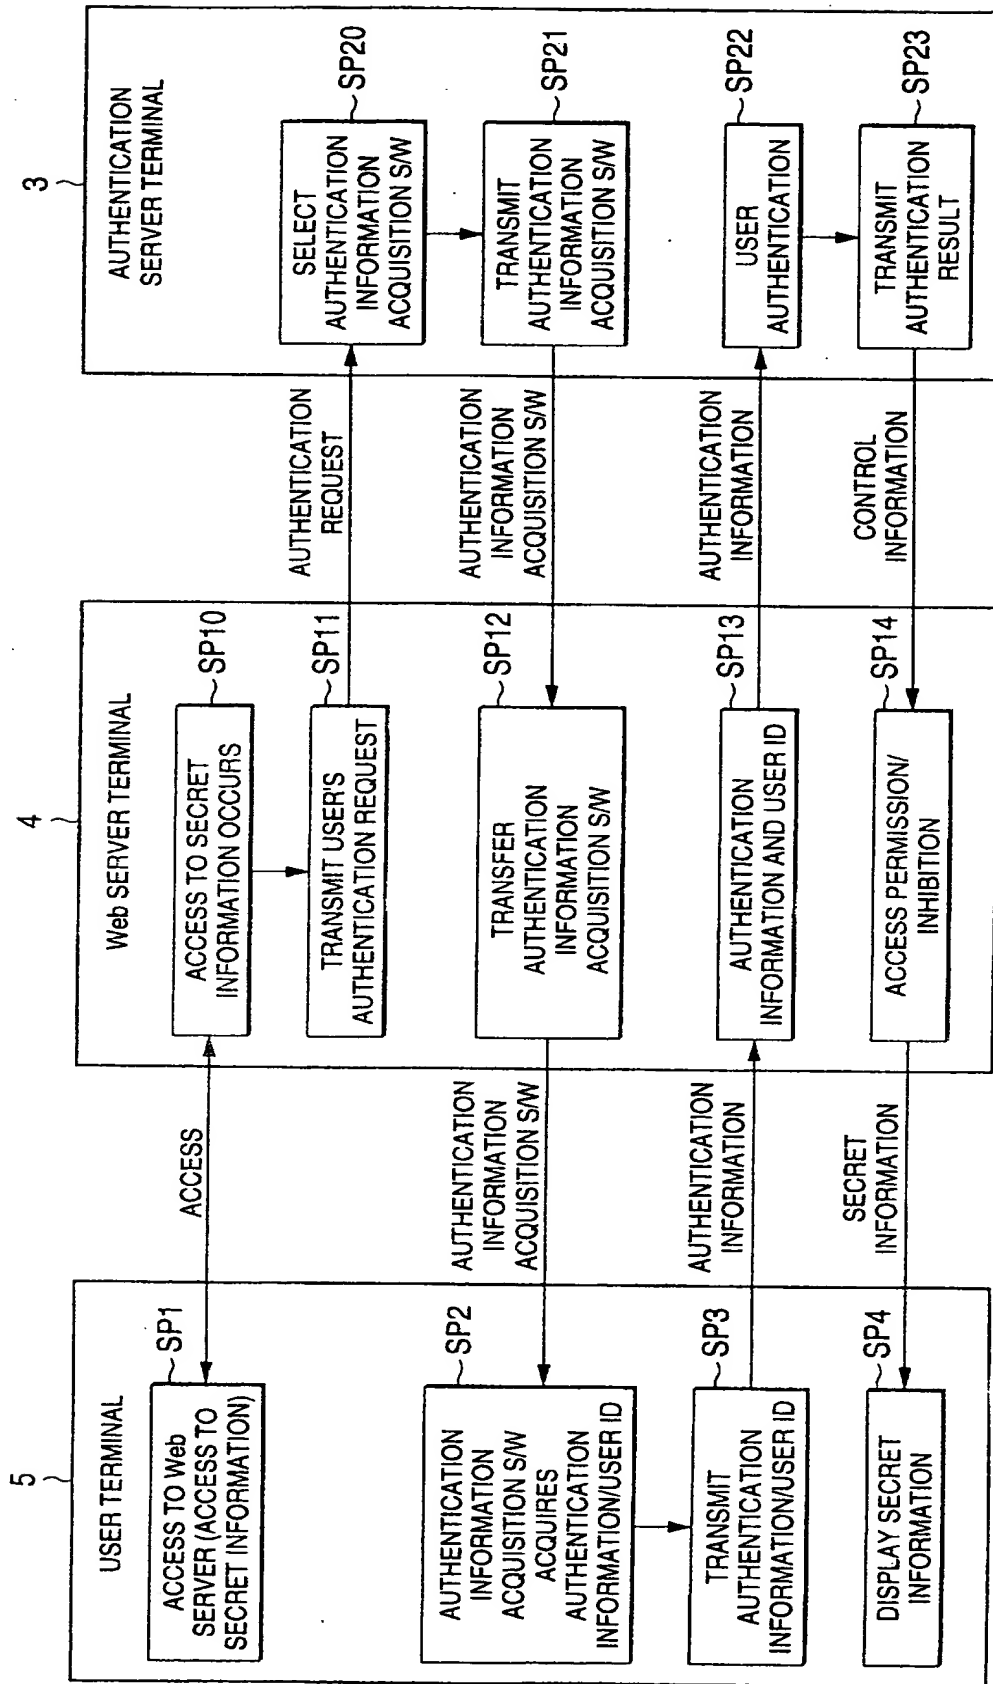 5
USER TERMINAL
SP1
ACCESS TO Web
SERVER (ACCESS TO
SECRET INFORMATION)
SP2
AUTHENTICATION
INFORMATION
ACQUISITION S/W
ACQUIRES
AUTHENTICATION
INFORMATION/USER ID
SP3
TRANSMIT
AUTHENTICATION
INFORMATION/USER ID
SP4
DISPLAY SECRET
INFORMATION
ACCESS
AUTHENTICATION
INFORMATION
ACQUISITION S/W
AUTHENTICATION
INFORMATION
SECRET
INFORMATION
4
Web SERVER TERMINAL
SP10
ACCESS TO SECRET
INFORMATION OCCURS
SP11
TRANSMIT USER'S
AUTHENTICATION REQUEST
SP12
TRANSFER
AUTHENTICATION
INFORMATION
ACQUISITION S/W
SP13
AUTHENTICATION
INFORMATION AND USER ID
SP14
ACCESS PERMISSION/
INHIBITION
AUTHENTICATION
REQUEST
AUTHENTICATION
INFORMATION
ACQUISITION S/W
AUTHENTICATION
INFORMATION
CONTROL
INFORMATION
3
AUTHENTICATION
SERVER TERMINAL
SP20
SELECT
AUTHENTICATION
INFORMATION
ACQUISITION S/W
SP21
TRANSMIT
AUTHENTICATION
INFORMATION
ACQUISITION S/W
SP22
USER
AUTHENTICATION
SP23
TRANSMIT
AUTHENTICATION
RESULT